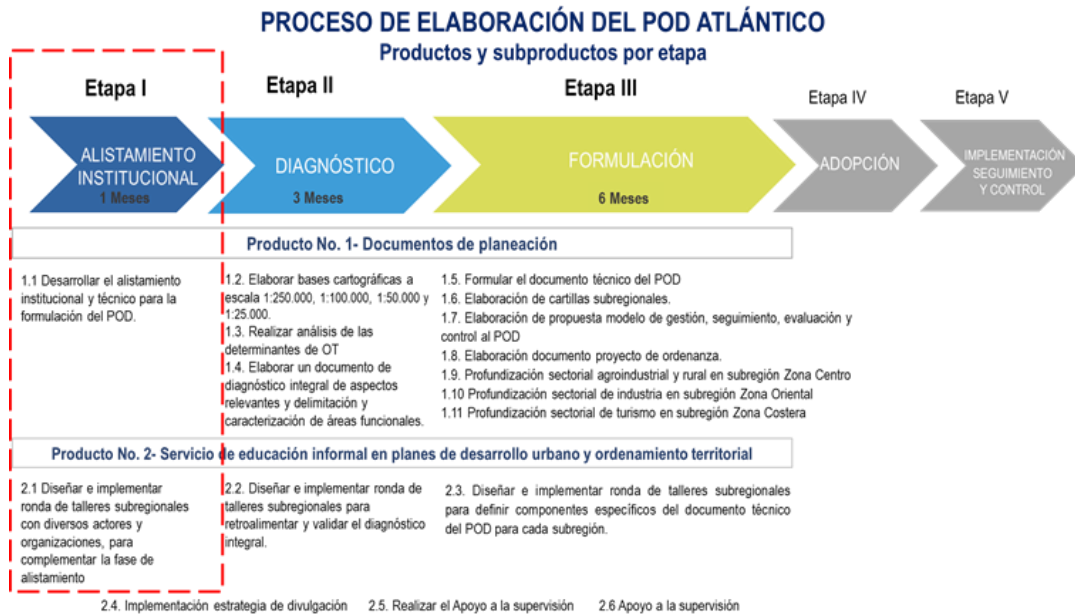 PROCESO DE ELABORACIÓN DEL POD ATLÁNTICO
Productos y subproductos por etapa
Etapa I
Etapa II
Etapa III
Etapa IV
Etapa V
ALISTAMIENTO
INSTITUCIONAL
1 Meses
DIAGNÓSTICO
3 Meses
FORMULACIÓN
6 Meses
ADOPCIÓN
IMPLEMENTACIÓN
SEGUIMIENTO
Y CONTROL
Producto No. 1- Documentos de planeación
1.1 Desarrollar el alistamiento
institucional y técnico para la
formulación del POD.
1.2. Elaborar bases cartográficas a
escala 1:250.000, 1:100.000, 1:50.000 y
1:25.000.
1.3. Realizar análisis de las
determinantes de OT
1.4. Elaborar un documento de
diagnóstico integral de aspectos
relevantes y delimitación y
caracterización de áreas funcionales.
1.5. Formular el documento técnico del POD
1.6. Elaboración de cartillas subregionales.
1.7. Elaboración de propuesta modelo de gestión, seguimiento, evaluación y
control al POD
1.8. Elaboración documento proyecto de ordenanza.
1.9. Profundización sectorial agroindustrial y rural en subregión Zona Centro
1.10 Profundización sectorial de industria en subregión Zona Oriental
1.11 Profundización sectorial de turismo en subregión Zona Costera
Producto No. 2- Servicio de educación informal en planes de desarrollo urbano y ordenamiento territorial
2.1 Diseñar e implementar
ronda de talleres subregionales
con diversos actores y
organizaciones, para
complementar la fase de
alistamiento
2.2. Diseñar e implementar ronda de
talleres subregionales para
retroalimentar y validar el diagnóstico
integral.
2.3. Diseñar e implementar ronda de talleres subregionales
para definir componentes específicos del documento técnico
del POD para cada subregión.
2.4. Implementación estrategia de divulgación 2.5. Realizar el Apoyo a la supervisión 2.6 Apoyo a la supervisión